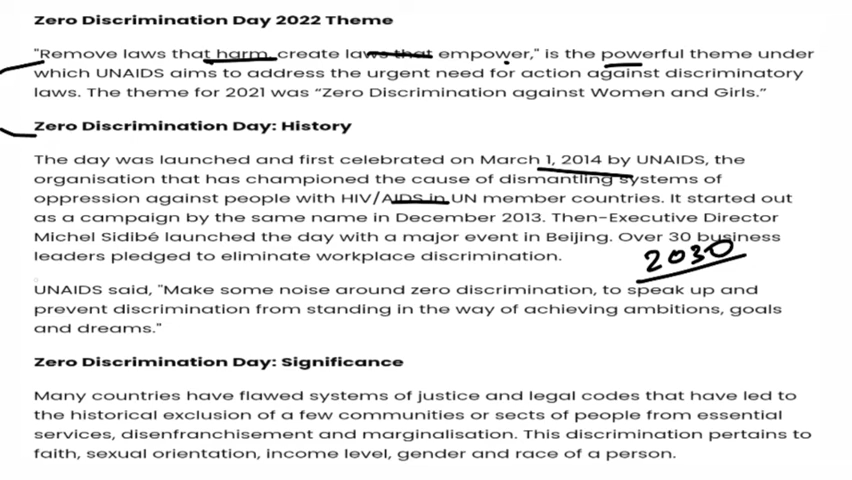 Zero Discrimination Day 2022 Theme
"Remove laws that harm, create laws that empower," is the powerful theme under
which UNAIDS aims to address the urgent need for action against discriminatory
laws. The theme for 2021 was “Zero Discrimination against Women and Girls.”
Zero Discrimination Day: History
The day was launched and first celebrated on March 1, 2014 by UNAIDS, the
organisation that has championed the cause of dismantling systems of
oppression against people with HIV/AIDS in UN member countries. It started out
as a campaign by the same name in December 2013. Then-Executive Director
Michel Sidibé launched the day with a major event in Beijing. Over 30 business
leaders pledged to eliminate workplace discrimination.
2030
UNAIDS said, "Make some noise around zero discrimination, to speak up and
prevent discrimination from standing in the way of achieving ambitions, goals
and dreams."
Zero Discrimination Day: Significance
Many countries have flawed systems of justice and legal codes that have led to
the historical exclusion of a few communities or sects of people from essential
services, disenfranchisement and marginalisation. This discrimination pertains to
faith, sexual orientation, income level, gender and race of a person.